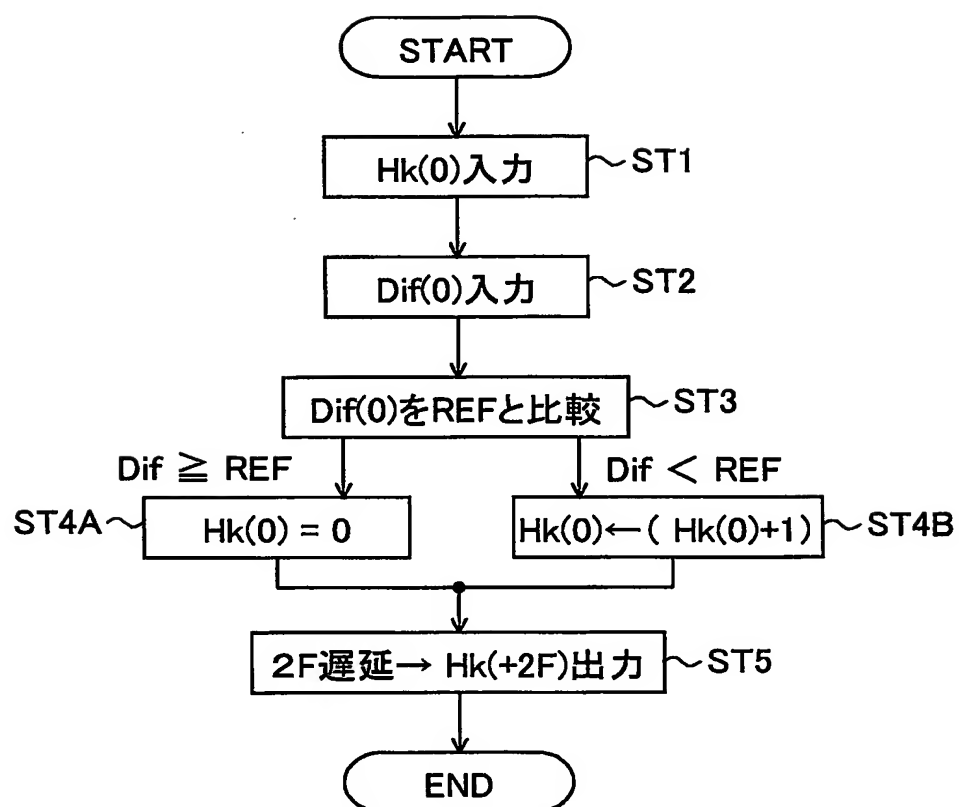 START
Hk(0)入力
ST1
Dif(0)入力
ST2
Dif(0)をREFと比較
ST3
Dif ≧ REF
Dif < REF
ST4A
Hk(0) = 0
Hk(0)←( Hk(0)+1)
ST4B
2F遅延→ Hk(+2F)出力
ST5
END